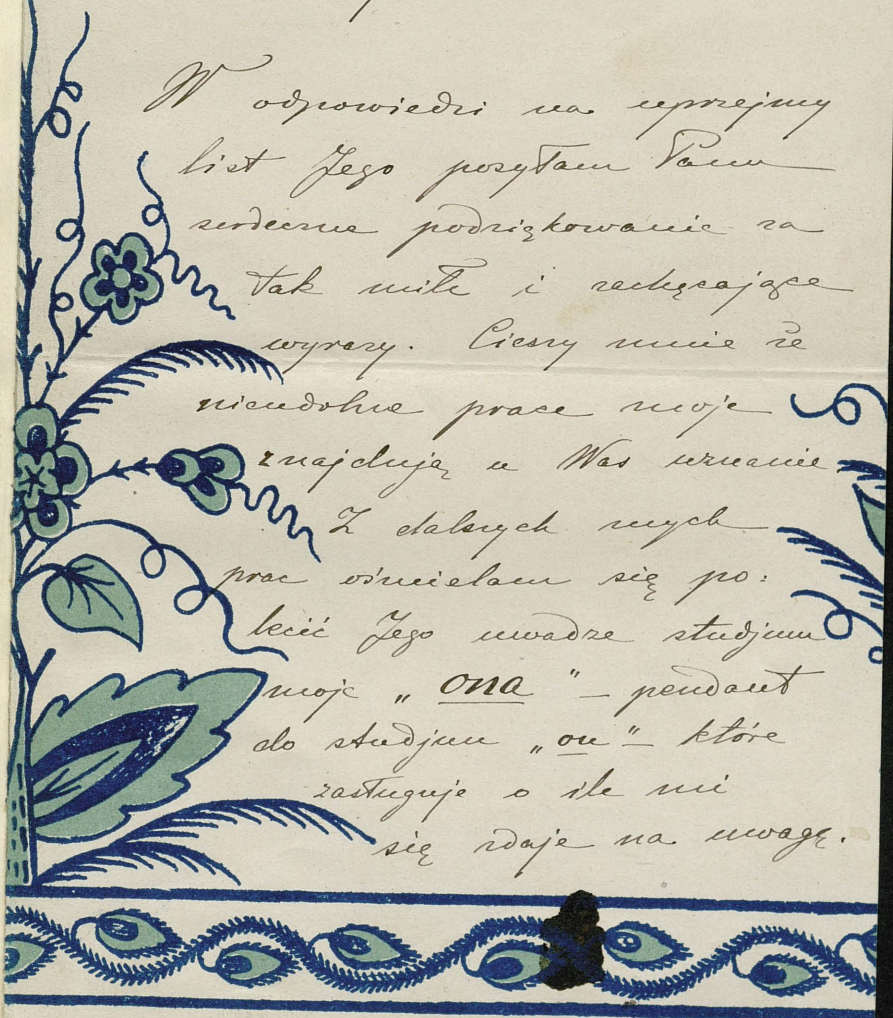 W odpowiedzi na uprzejmy
list Jego posyłam Panu
serdeczne podziękowanie za
tak miłe i zachęcające
wyrazy. Cieszy mnie że
nieudolne prace moje
znajdują u Was uznanie
Z dalszych mych
prac ośmielam się po:
lecić Jego uwadze studjum
moje „ona" – pendant
do studjum „on" – które
zasługuje o ile mi
się zdaje na uwagę.